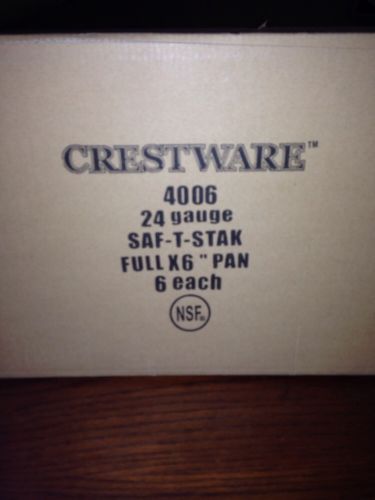 CRESTWARE™
4006
24 gauge
SAF-T-STAK
FULL X6" PAN
6 each
NSF®